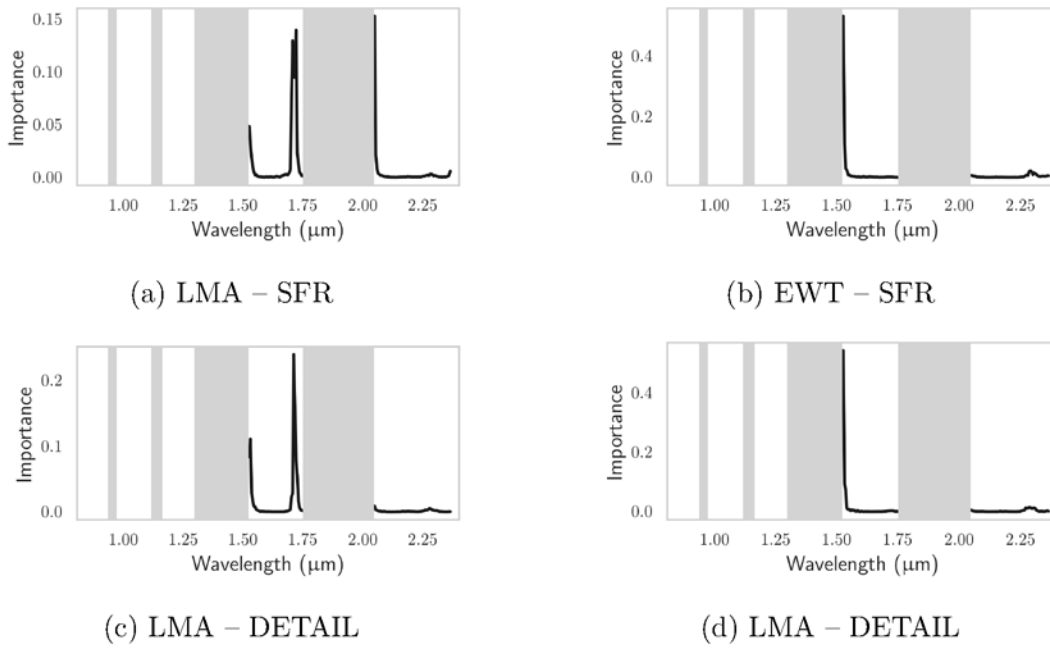 0.15
0.10
0.05
0.00
Importance
1.00 1.25 1.50 1.75 2.00 2.25
Wavelength (μm)
(a) LMA – SFR
0.4
0.2
0.0
Importance
1.00 1.25 1.50 1.75 2.00 2.25
Wavelength (μm)
(b) EWT – SFR
0.2
0.1
0.0
Importance
1.00 1.25 1.50 1.75 2.00 2.25
Wavelength (μm)
(c) LMA – DETAIL
0.4
0.2
0.0
Importance
1.00 1.25 1.50 1.75 2.00 2.25
Wavelength (μm)
(d) LMA – DETAIL